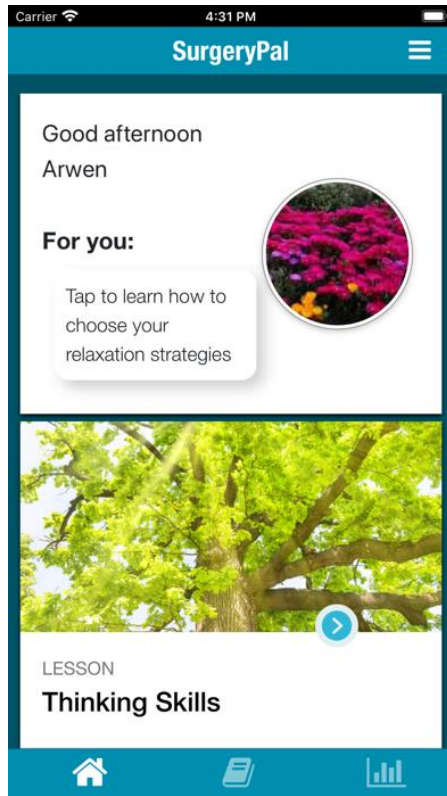 Carrier 4:31 PM
SurgeryPal
Good afternoon
Arwen
For you:
Tap to learn how to
choose your
relaxation strategies
LESSON
Thinking Skills